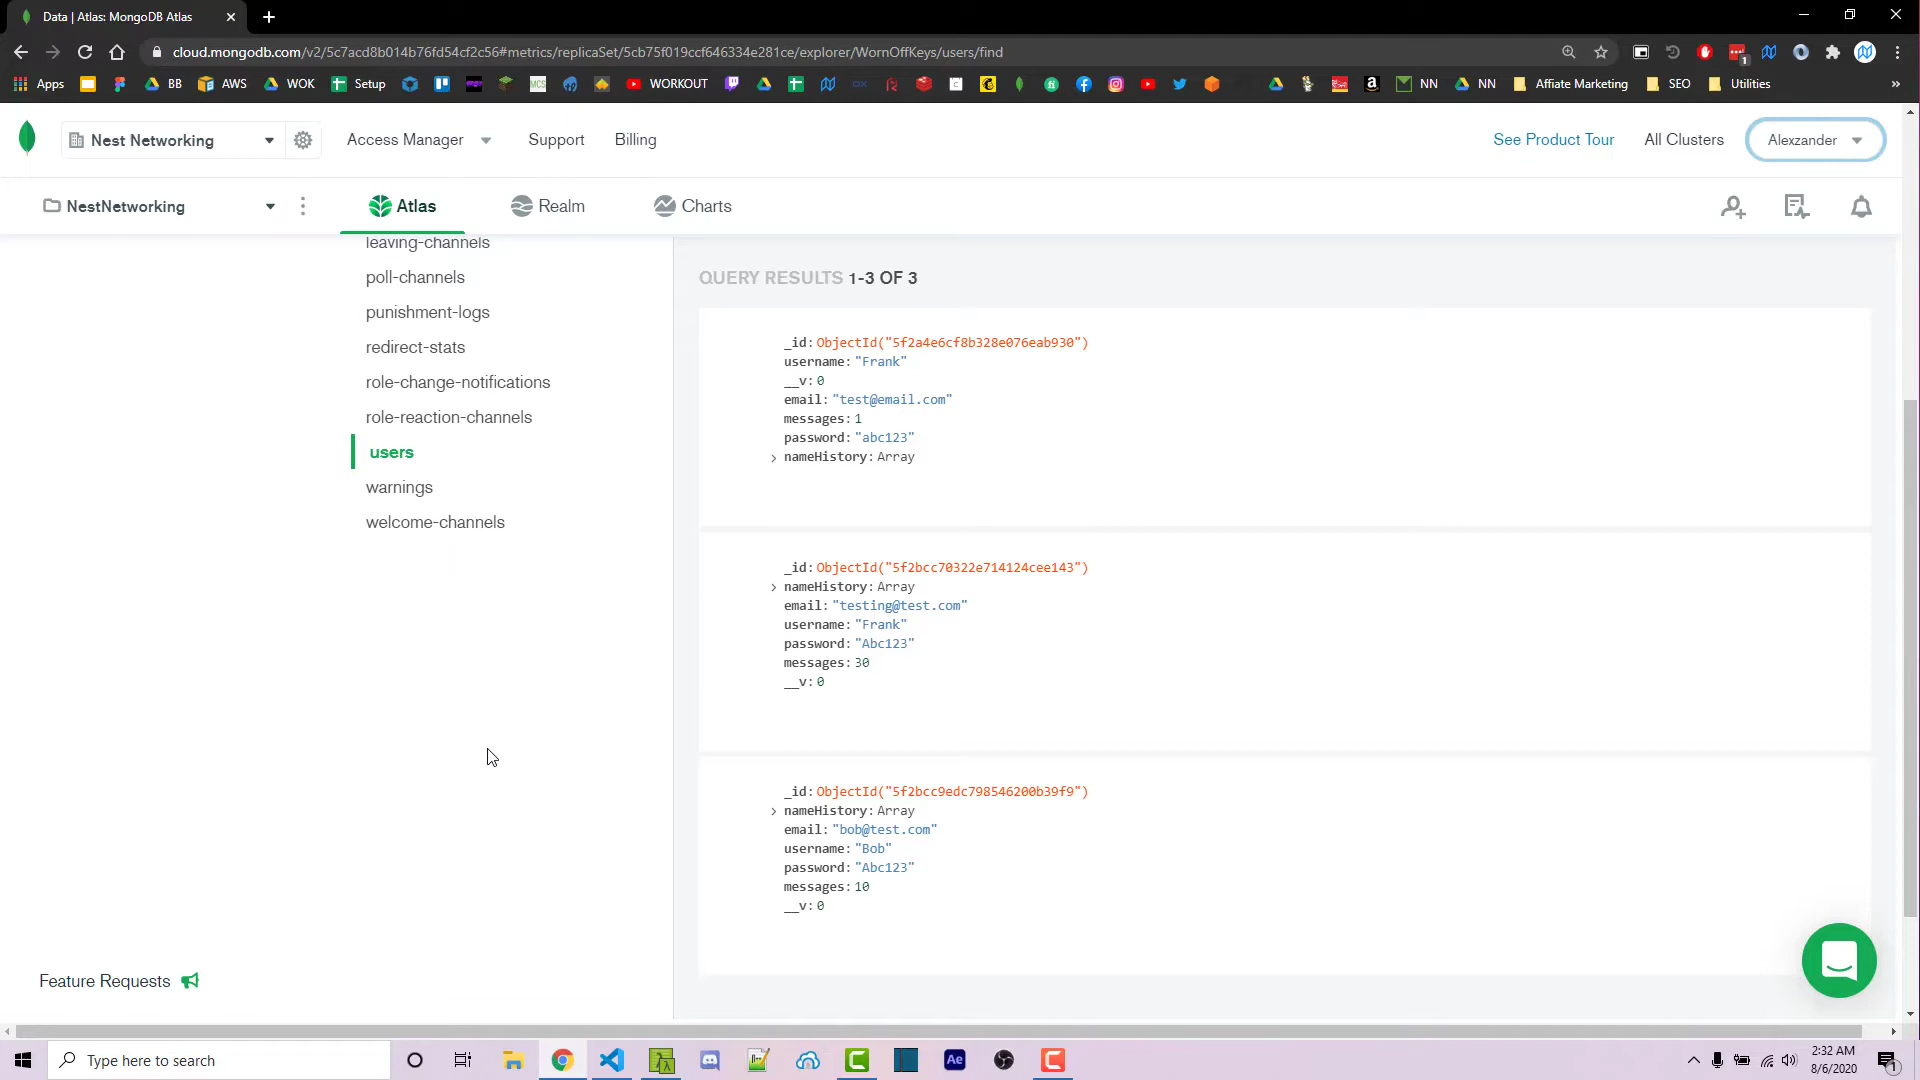 Data | Atlas: MongoDB Atlas
cloud.mongodb.com/v2/5c7acd8b014b76fd54cf2c56#metrics/replicaSet/5cb75f019ccf646334e281ce/explorer/WornOffKeys/users/find
Apps BB AWS WOK Setup WORKOUT NN NN Affiate Marketing SEO Utilities »
Nest Networking Access Manager Support Billing See Product Tour All Clusters Alexzander
NestNetworking Atlas Realm Charts
leaving-channels
poll-channels
punishment-logs
redirect-stats
role-change-notifications
role-reaction-channels
users
warnings
welcome-channels
Feature Requests
QUERY RESULTS 1-3 OF 3
_id: ObjectId("5f2a4e6cf8b328e076eab930")
username: "Frank"
__v: 0
email: "test@email.com"
messages: 1
password: "abc123"
nameHistory: Array
_id: ObjectId("5f2bcc70322e714124cee143")
nameHistory: Array
email: "testing@test.com"
username: "Frank"
password: "Abc123"
messages: 30
__v: 0
_id: ObjectId("5f2bcc9edc798546200b39f9")
nameHistory: Array
email: "bob@test.com"
username: "Bob"
password: "Abc123"
messages: 10
__v: 0
Type here to search
Ae
2:32 AM
8/6/2020
1